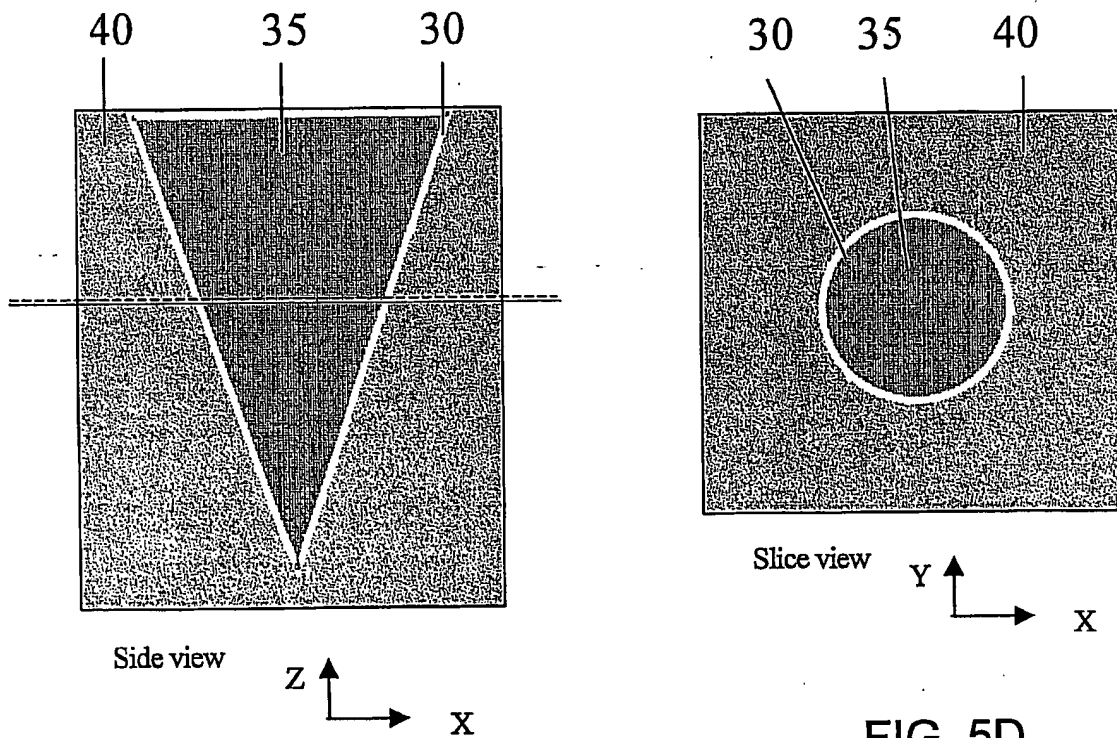 40 35 30
30 35 40
Side view
Z
X
Slice view
Y
X
FIG. 5D